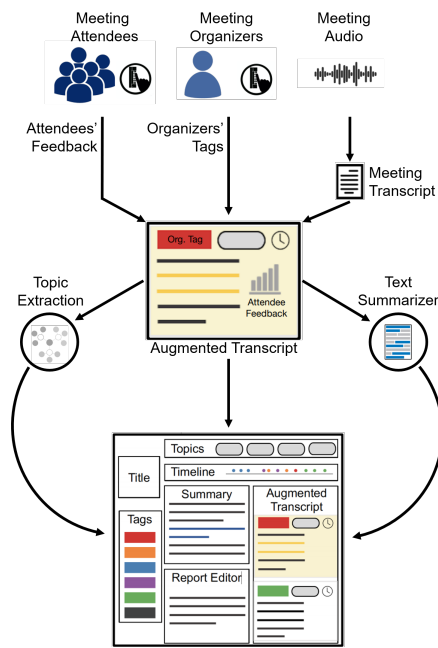 Meeting
Attendees
Meeting
Organizers
Meeting
Audio
Attendees'
Feedback
Organizers'
Tags
Meeting
Transcript
Org. Tag
Attendee
Feedback
Augmented Transcript
Topic
Extraction
Text
Summarizer
Topics
Title
Timeline
Tags
Summary
Augmented
Transcript
Report Editor